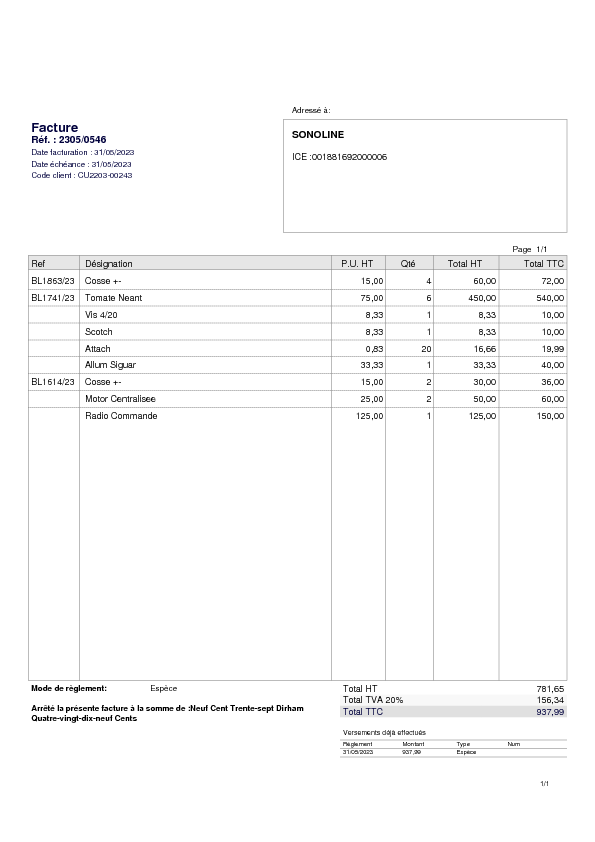 Adressé à:
Facture
Réf. : 2305/0546
Date facturation : 31/05/2023
Date échéance : 31/05/2023
Code client : CU2203-00243
SONOLINE
ICE :001881692000006
Page 1/1
Ref Désignation P.U. HT Qté Total HT Total TTC
BL1863/23 Cosse +- 15,00 4 60,00 72,00
BL1741/23 Tomate Neant 75,00 6 450,00 540,00
Vis 4/20 8,33 1 8,33 10,00
Scotch 8,33 1 8,33 10,00
Attach 0,83 20 16,66 19,99
Allum Siguar 33,33 1 33,33 40,00
BL1614/23 Cosse +- 15,00 2 30,00 36,00
Motor Centralisee 25,00 2 50,00 60,00
Radio Commande 125,00 1 125,00 150,00
Mode de règlement: Espèce
Total HT 781,65
Total TVA 20% 156,34
Total TTC 937,99
Arrêté la présente facture à la somme de :Neuf Cent Trente-sept Dirham
Quatre-vingt-dix-neuf Cents
Versements déjà effectués
Règlement Montant Type Num
31/05/2023 937,99 Espèce
1/1